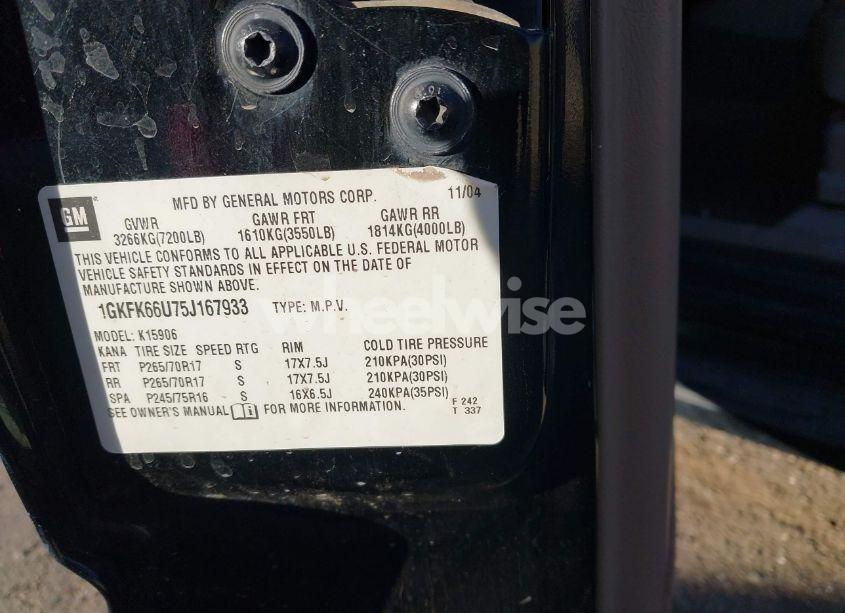 GM
MFD BY GENERAL MOTORS CORP. 11/04
GVWR GAWR FRT GAWR RR
3266KG(7200LB) 1610KG(3550LB) 1814KG(4000LB)
THIS VEHICLE CONFORMS TO ALL APPLICABLE U.S. FEDERAL MOTOR
VEHICLE SAFETY STANDARDS IN EFFECT ON THE DATE OF
MANUFACTURE SHOWN ABOVE.
1GKFK66U75J167933 TYPE: M.P.V.
MODEL: K15906
KANA TIRE SIZE SPEED RTG RIM COLD TIRE PRESSURE
FRT P265/70R17 S 17X7.5J 210KPA(30PSI)
RR P265/70R17 S 17X7.5J 210KPA(30PSI)
SPA P245/75R16 S 16X6.5J 240KPA(35PSI)
SEE OWNER'S MANUAL FOR MORE INFORMATION.
F 242
T 337
wheelwise